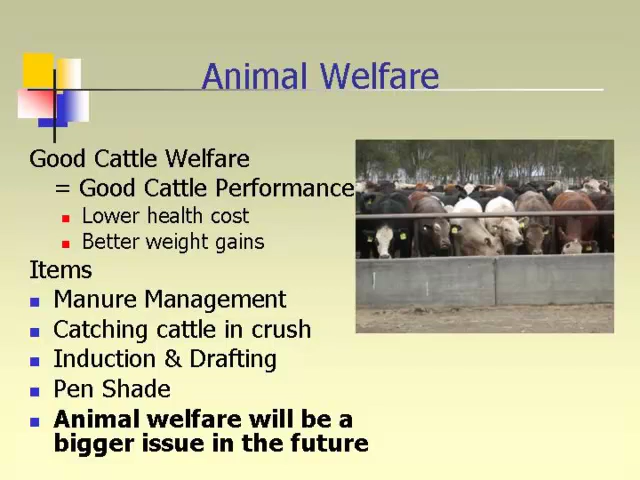 Animal Welfare
Good Cattle Welfare
= Good Cattle Performance
Lower health cost
Better weight gains
Items
Manure Management
Catching cattle in crush
Induction & Drafting
Pen Shade
Animal welfare will be a
bigger issue in the future